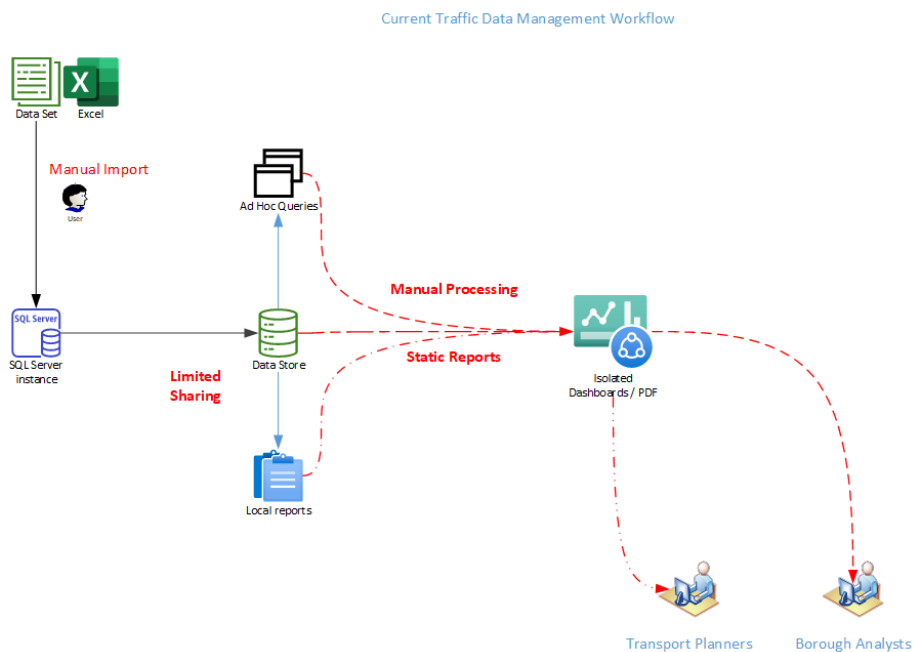 Current Traffic Data Management Workflow
X
Data Set
Excel
Manual Import
User
Ad Hoc Queries
Manual Processing
SQL Server
SQL Server
instance
Data Store
Static Reports
Limited
Sharing
Isolated
Dashboards / PDF
Local reports
Transport Planners
Borough Analysts